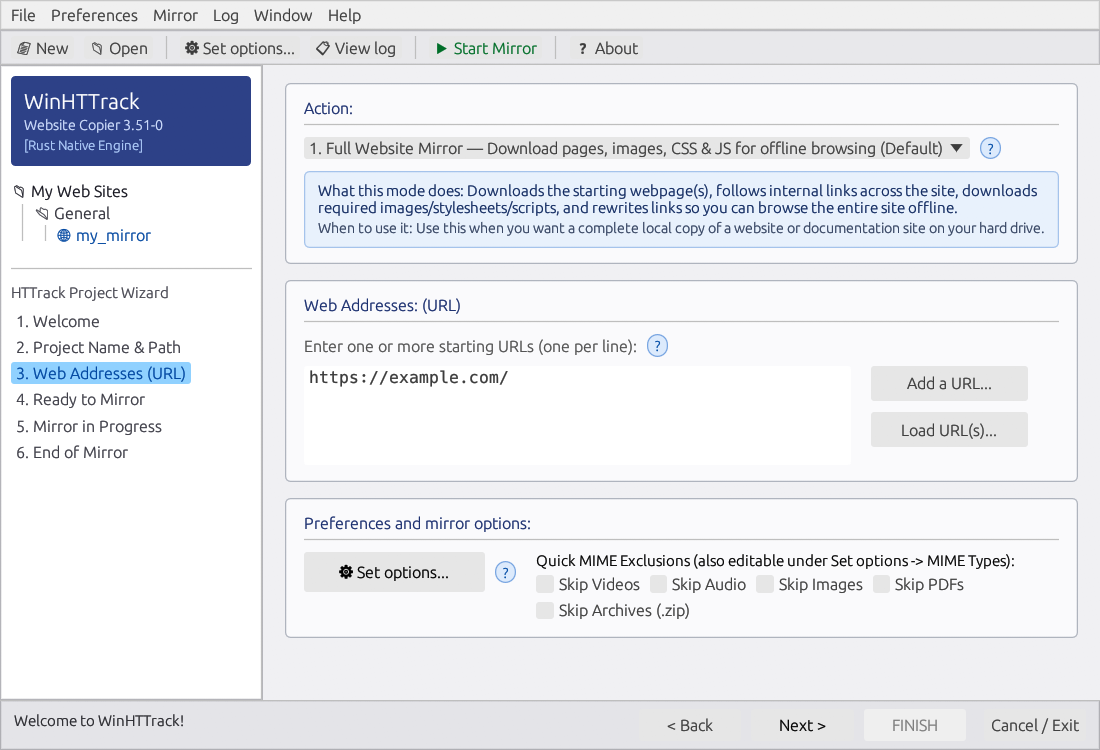 File Preferences Mirror Log Window Help
New Open Set options... View log Start Mirror ? About
WinHTTrack
Website Copier 3.51-0
[Rust Native Engine]
My Web Sites
General
my_mirror
HTTrack Project Wizard
1. Welcome
2. Project Name & Path
3. Web Addresses (URL)
4. Ready to Mirror
5. Mirror in Progress
6. End of Mirror
Action:
1. Full Website Mirror — Download pages, images, CSS & JS for offline browsing (Default) ?
What this mode does: Downloads the starting webpage(s), follows internal links across the site, downloads
required images/stylesheets/scripts, and rewrites links so you can browse the entire site offline.
When to use it: Use this when you want a complete local copy of a website or documentation site on your hard drive.
Web Addresses: (URL)
Enter one or more starting URLs (one per line): ?
https://example.com/
Add a URL...
Load URL(s)...
Preferences and mirror options:
Set options... ?
Quick MIME Exclusions (also editable under Set options -> MIME Types):
Skip Videos Skip Audio Skip Images Skip PDFs
Skip Archives (.zip)
Welcome to WinHTTrack!
< Back Next > FINISH Cancel / Exit